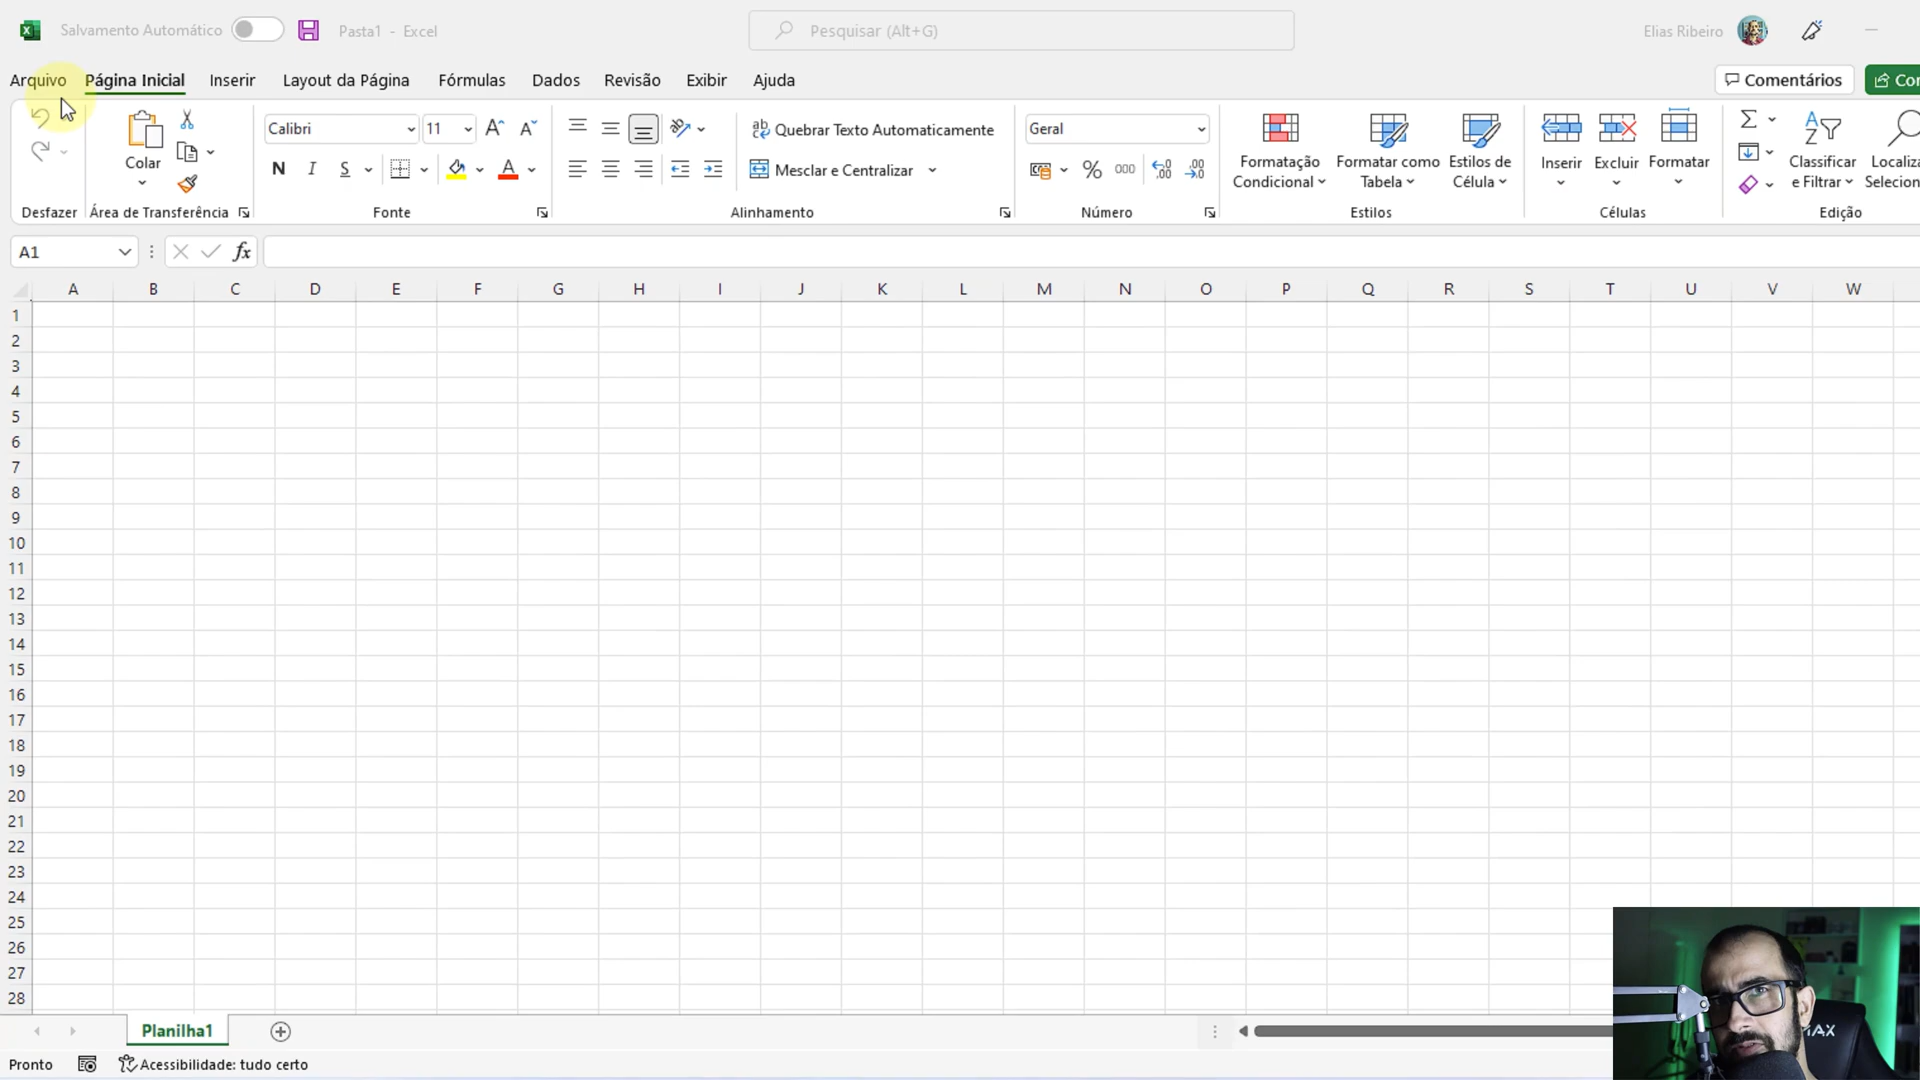 Salvamento Automático
Pasta1 - Excel
Pesquisar (Alt+G)
Elias Ribeiro
Arquivo
Página Inicial
Inserir
Layout da Página
Fórmulas
Dados
Revisão
Exibir
Ajuda
Comentários
Com
Colar
Calibri
11
N I S
Quebrar Texto Automaticamente
Mesclar e Centralizar
Geral
% 000
Formatação
Condicional
Formatar como
Tabela
Estilos de
Célula
Inserir
Excluir
Formatar
Classificar
e Filtrar
Localiza
Selecion
Desfazer
Área de Transferência
Fonte
Alinhamento
Número
Estilos
Células
Edição
A1
fx
A B C D E F G H I J K L M N O P Q R S T U V W
1
2
3
4
5
6
7
8
9
10
11
12
13
14
15
16
17
18
19
20
21
22
23
24
25
26
27
28
Planilha1
Pronto
Acessibilidade: tudo certo